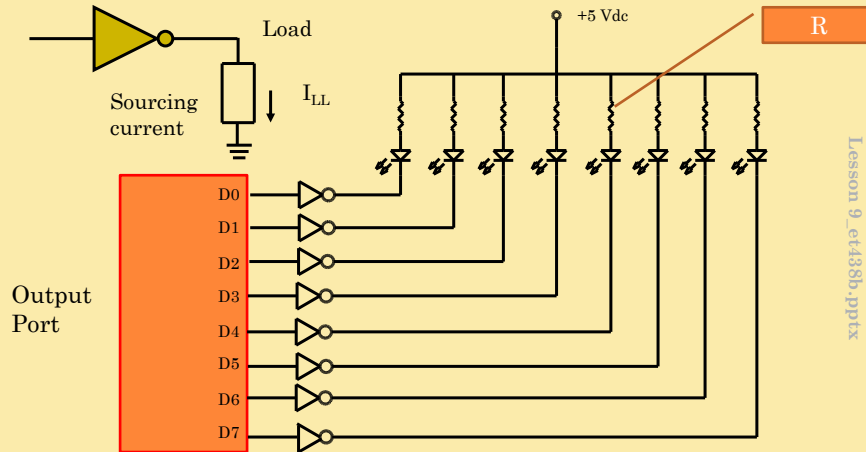 Load
+5 Vdc
R
Sourcing
current
I_LL
D0
D1
D2
D3
D4
D5
D6
D7
Output
Port
Lesson 9_et438b.pptx